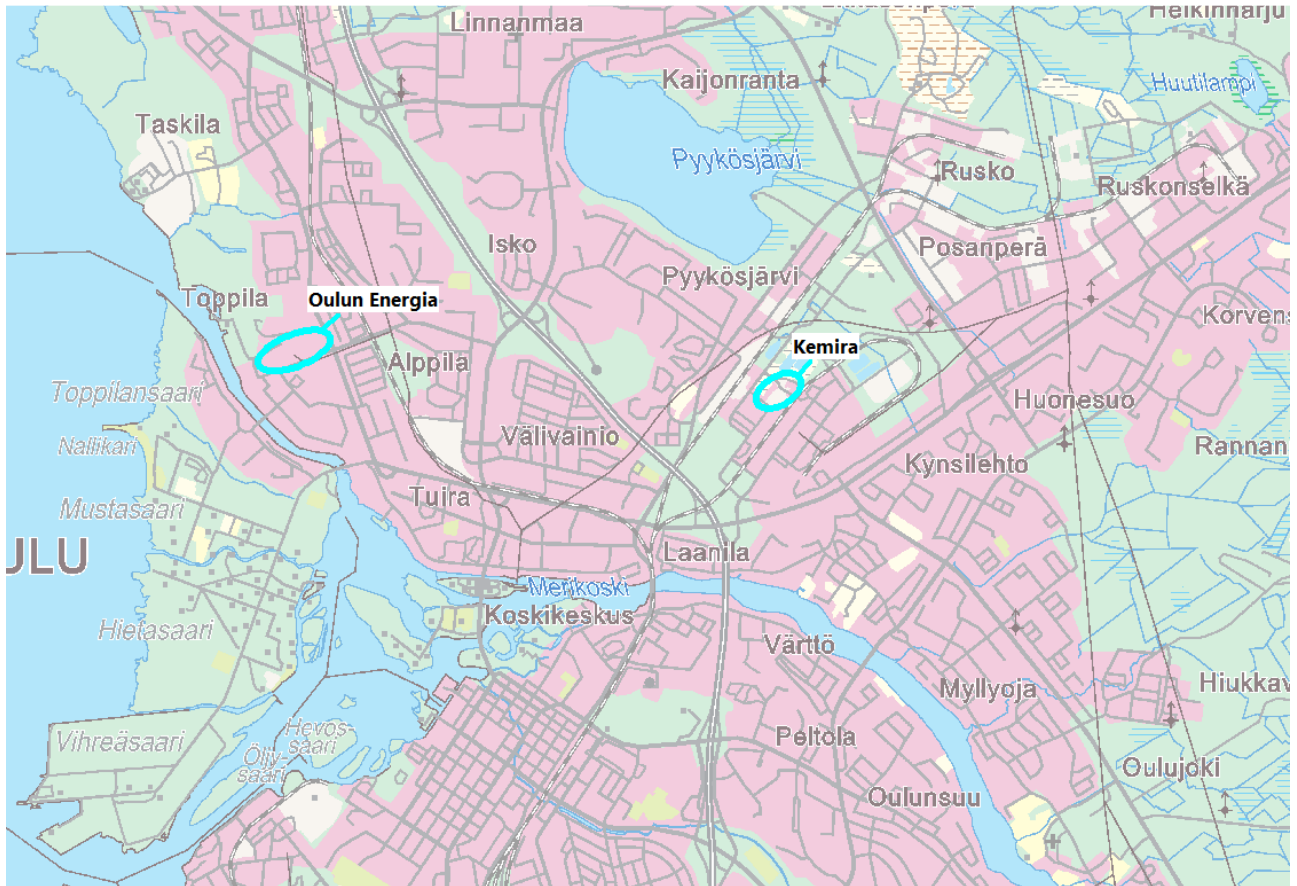 Linnanmaa
Heikinharju
Kaijonranta
Huutilampi
Taskila
Pyykösjärvi
Rusko
Ruskonselkä
Isko
Posanperä
Pyykösjärvi
Toppila
Oulun Energia
Korvens
Kemira
Alppila
Toppilansaari
Huonesuo
Nallikari
Välivainio
Rannan
Kynsilehto
Mustasaari
Tuira
ULU
Laanila
Merikoski
Koskikeskus
Hietasaari
Värttö
Myllyoja
Hiukkav
Vihreäsaari
Hevos-
saari
Öljy-
saari
Peltola
Oulujoki
Oulunsuu